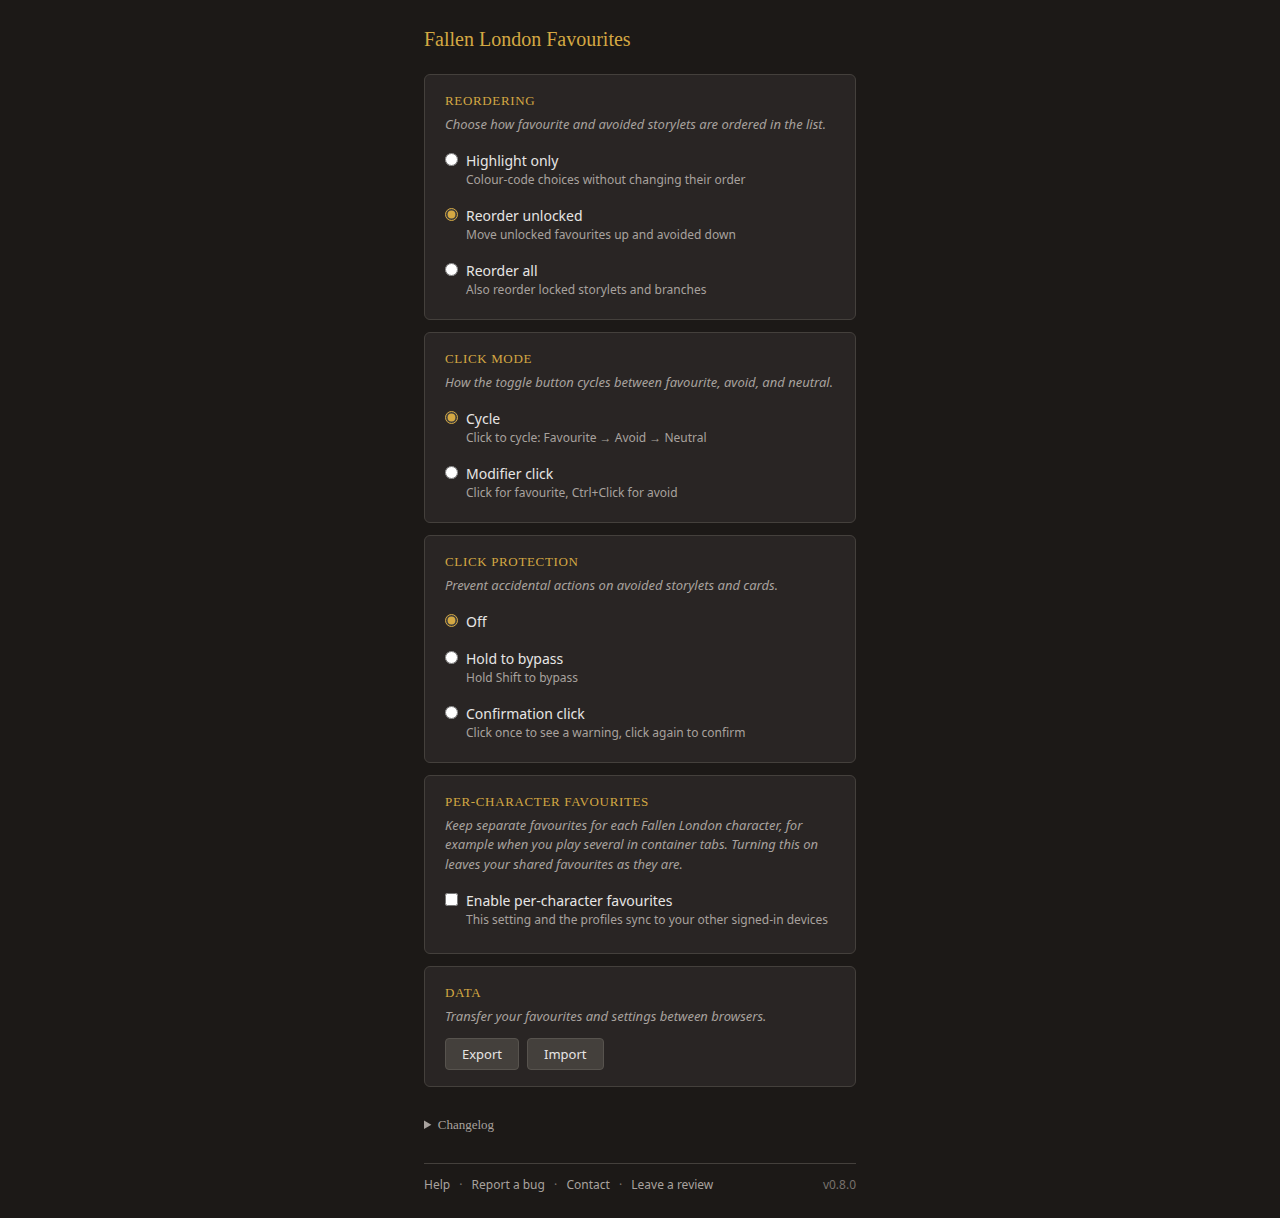 Fallen London Favourites
REORDERING
Choose how favourite and avoided storylets are ordered in the list.
Highlight only
Colour-code choices without changing their order
Reorder unlocked
Move unlocked favourites up and avoided down
Reorder all
Also reorder locked storylets and branches
CLICK MODE
How the toggle button cycles between favourite, avoid, and neutral.
Cycle
Click to cycle: Favourite → Avoid → Neutral
Modifier click
Click for favourite, Ctrl+Click for avoid
CLICK PROTECTION
Prevent accidental actions on avoided storylets and cards.
Off
Hold to bypass
Hold Shift to bypass
Confirmation click
Click once to see a warning, click again to confirm
PER-CHARACTER FAVOURITES
Keep separate favourites for each Fallen London character, for
example when you play several in container tabs. Turning this on
leaves your shared favourites as they are.
Enable per-character favourites
This setting and the profiles sync to your other signed-in devices
DATA
Transfer your favourites and settings between browsers.
Export Import
Changelog
Help · Report a bug · Contact · Leave a review v0.8.0